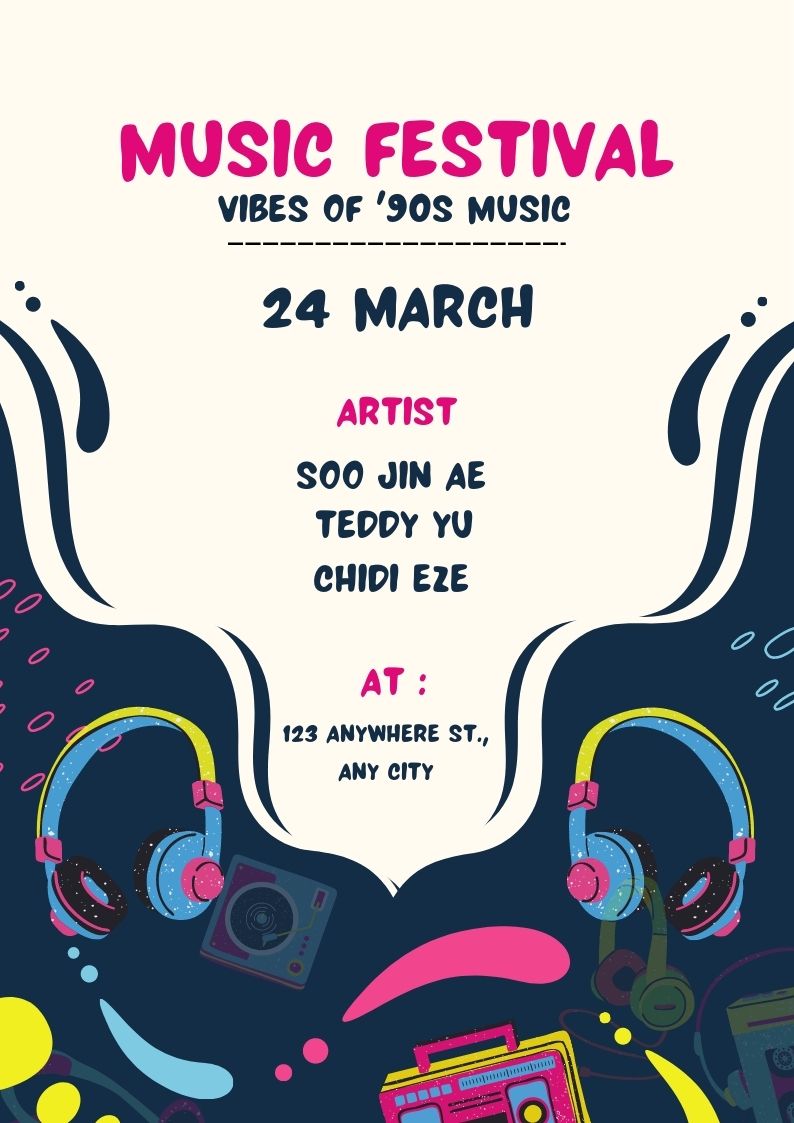 MUSIC FESTIVAL
VIBES OF '90S MUSIC
24 MARCH
ARTIST
SOO JIN AE
TEDDY YU
CHIDI EZE
AT :
123 ANYWHERE ST.,
ANY CITY